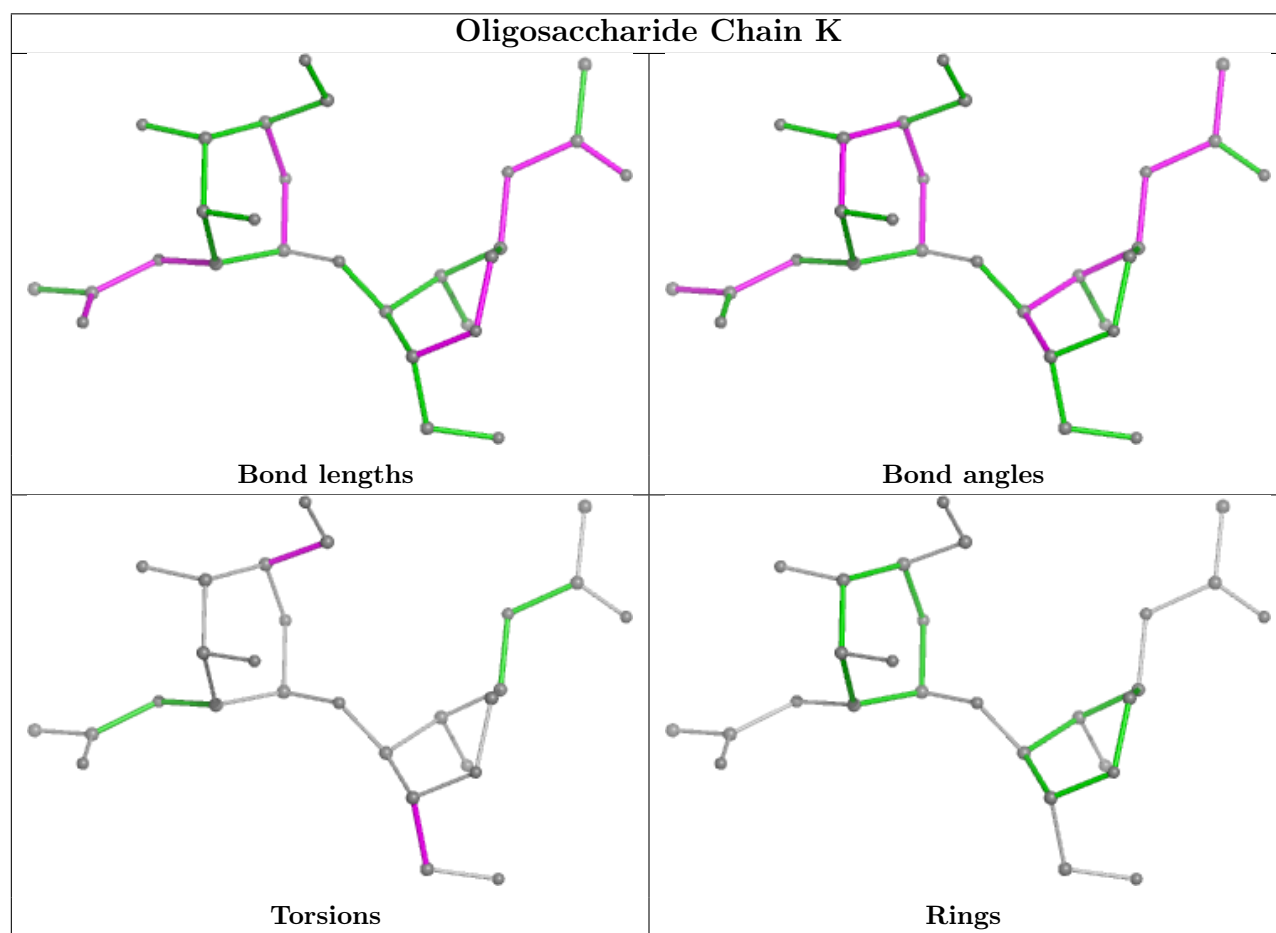 Oligosaccharide Chain K
Bond lengths
Bond angles
Torsions
Rings